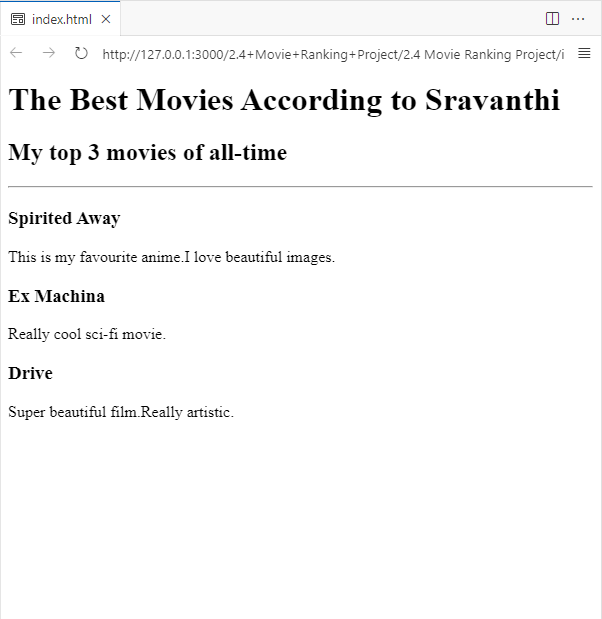 index.html
http://127.0.0.1:3000/2.4+Movie+Ranking+Project/2.4 Movie Ranking Project/i
The Best Movies According to Sravanthi
My top 3 movies of all-time
Spirited Away
This is my favourite anime.I love beautiful images.
Ex Machina
Really cool sci-fi movie.
Drive
Super beautiful film.Really artistic.